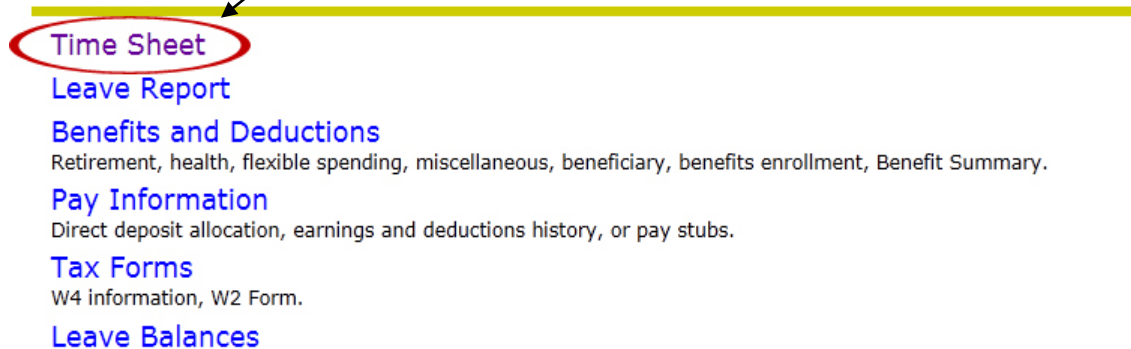 Time Sheet
Leave Report
Benefits and Deductions
Retirement, health, flexible spending, miscellaneous, beneficiary, benefits enrollment, Benefit Summary.
Pay Information
Direct deposit allocation, earnings and deductions history, or pay stubs.
Tax Forms
W4 information, W2 Form.
Leave Balances